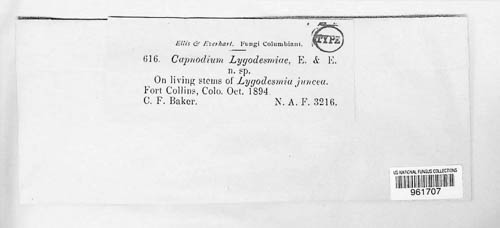 Ellis & Everhart. Fungi Columbiani.
TYPE
616. Capnodium Lygodesmiae, E. & E.
n. sp.
On living stems of Lygodesmia juncea.
Fort Collins, Colo. Oct. 1894
C. F. Baker. N. A. F. 3216.
US NATIONAL FUNGUS COLLECTIONS
961707